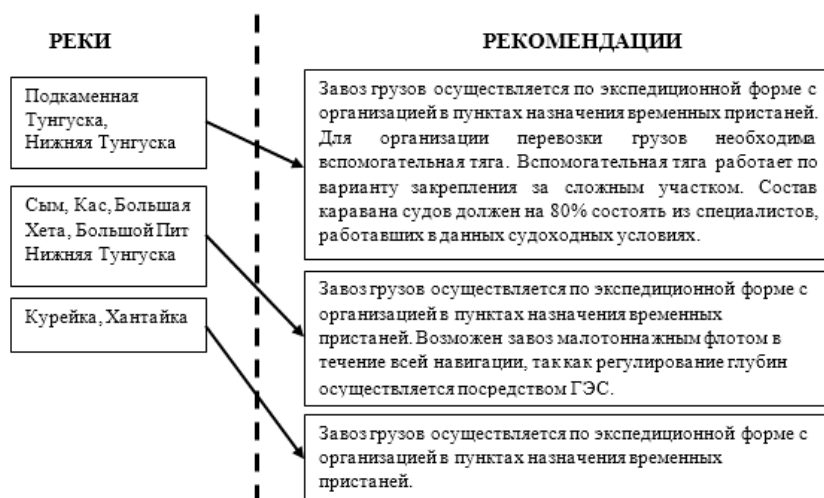 РЕКИ
Подкаменная
Тунгуска,
Нижняя Тунгуска
Сым, Кас, Большая
Хета, Большой Пит
Нижняя Тунгуска
Курейка, Хантайка
РЕКОМЕНДАЦИИ
Завоз грузов осуществляется по экспедиционной форме с
организацией в пунктах назначения временных пристаней.
Для организации перевозки грузов необходима
вспомогательная тяга. Вспомогательная тяга работает по
варианту закрепления за сложным участком. Состав
каравана судов должен на 80% состоять из специалистов,
работавших в данных судоходных условиях.
Завоз грузов осуществляется по экспедиционной форме с
организацией в пунктах назначения временных
пристаней. Возможен завоз малотоннажным флотом в
течение всей навигации, так как регулирование глубин
осуществляется посредством ГЭС.
Завоз грузов осуществляется по экспедиционной форме с
организацией в пунктах назначения временных
пристаней.